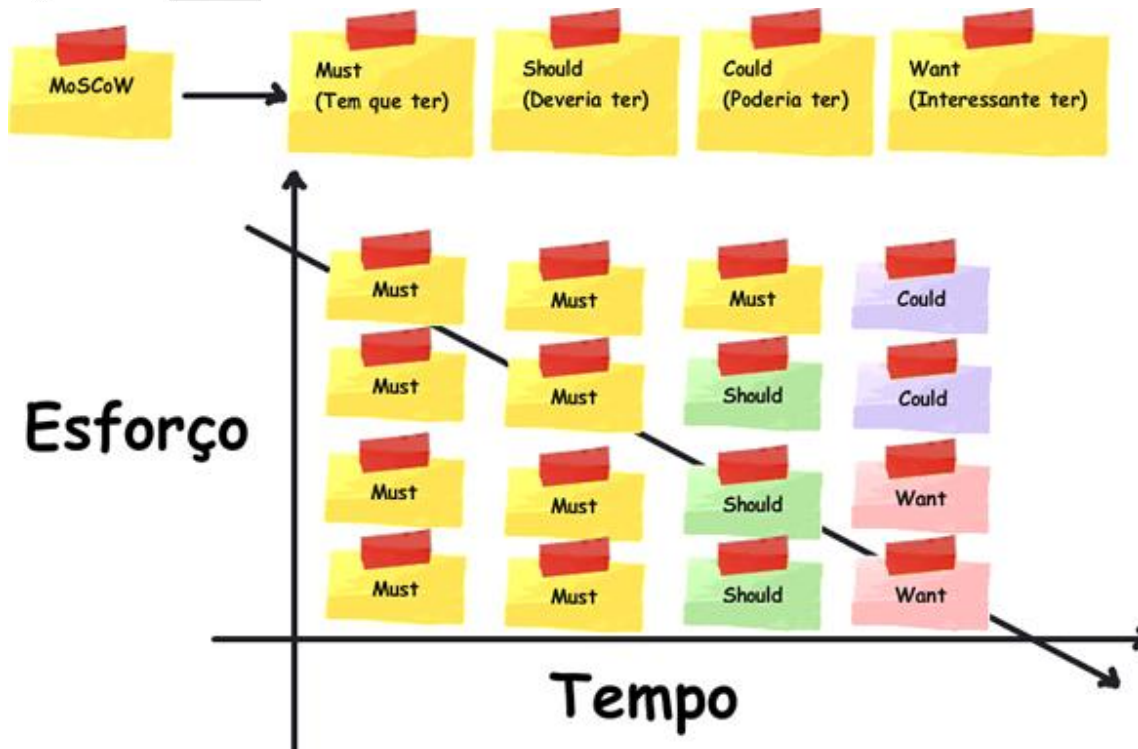 MoSCoW
Must
(Tem que ter)
Should
(Deveria ter)
Could
(Poderia ter)
Want
(Interessante ter)
Must
Must
Must
Could
Must
Must
Should
Could
Must
Must
Should
Want
Must
Must
Should
Want
Esforço
Tempo